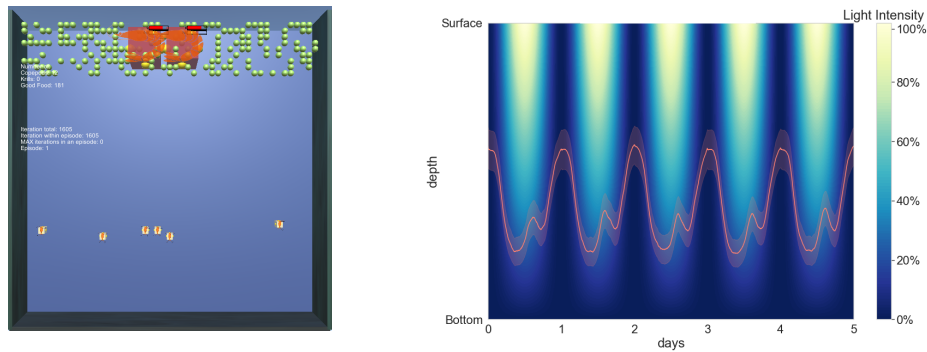 Copepods: 12
Krills: 0
Good Food: 181
Iteration total: 1605
Iteration within episode: 1605
MAX iterations in an episode: 0
Episode: 1
Light Intensity
Surface
100%
80%
60%
depth
40%
20%
Bottom
0%
0
1
2
3
4
5
days